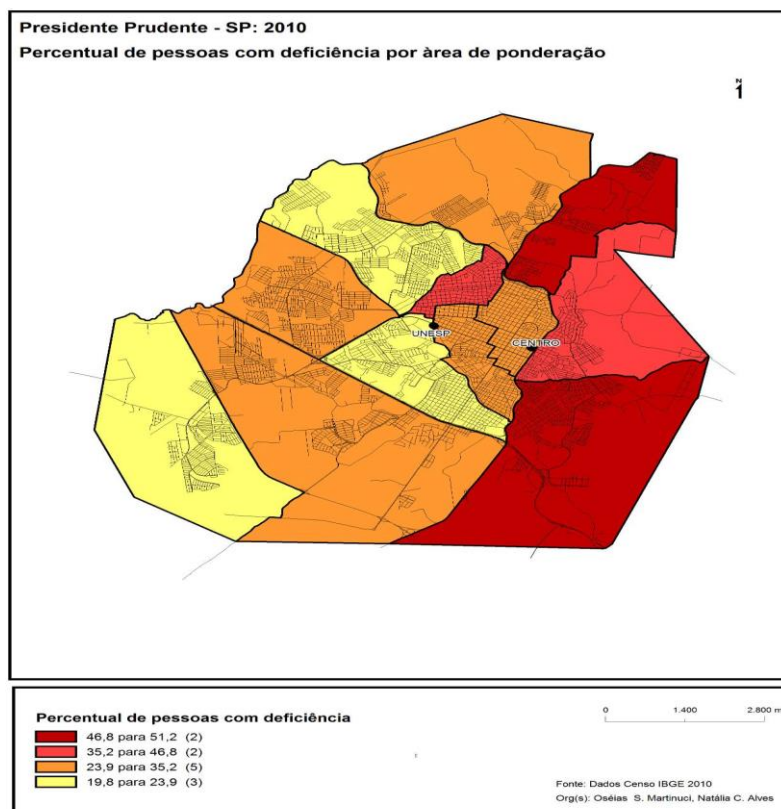 Presidente Prudente - SP: 2010
Percentual de pessoas com deficiência por àrea de ponderação
N
1
UNESP
CENTRO
Percentual de pessoas com deficiência
46,8 para 51,2 (2)
35,2 para 46,8 (2)
23,9 para 35,2 (5)
19,8 para 23,9 (3)
0 1.400 2.800 m
Fonte: Dados Censo IBGE 2010
Org(s): Oséias S. Martinuci, Natália C. Alves